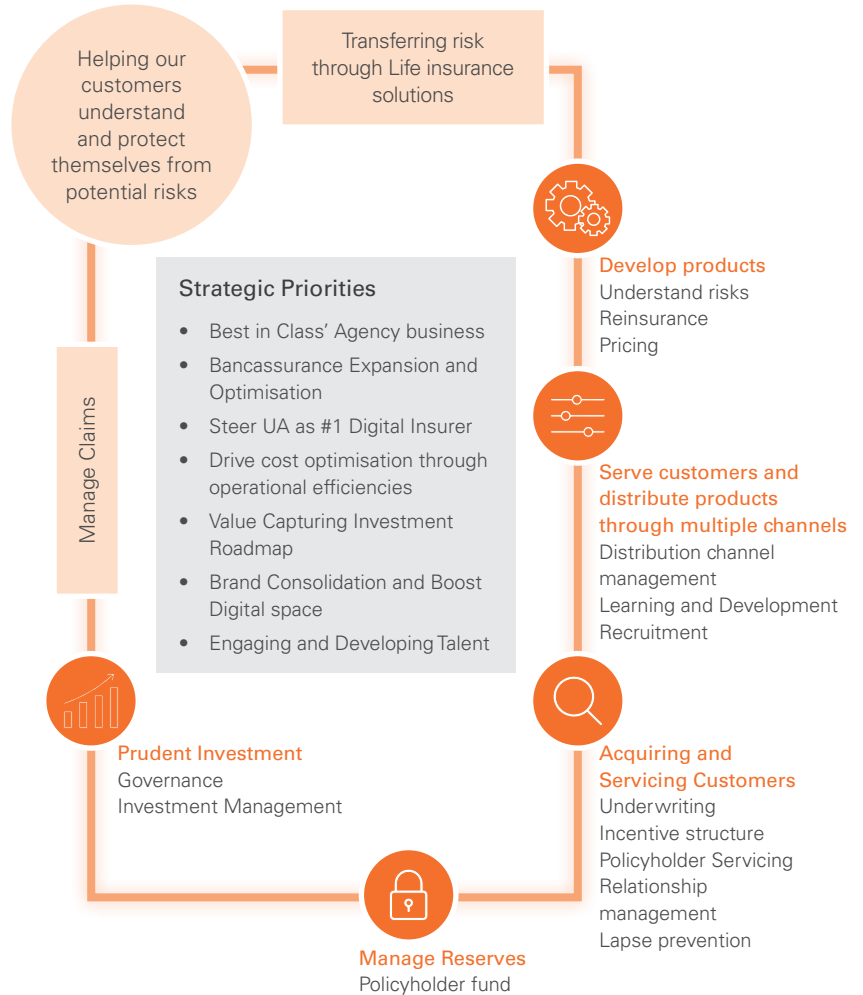 Helping our
customers
understand
and protect
themselves from
potential risks
Transferring risk
through Life insurance
solutions
Develop products
Understand risks
Reinsurance
Pricing
Serve customers and
distribute products
through multiple channels
Distribution channel
management
Learning and Development
Recruitment
Acquiring and
Servicing Customers
Underwriting
Incentive structure
Policyholder Servicing
Relationship
management
Lapse prevention
Manage Reserves
Policyholder fund
Prudent Investment
Governance
Investment Management
Manage Claims
Strategic Priorities
• Best in Class’ Agency business
• Bancassurance Expansion and
Optimisation
• Steer UA as #1 Digital Insurer
• Drive cost optimisation through
operational efficiencies
• Value Capturing Investment
Roadmap
• Brand Consolidation and Boost
Digital space
• Engaging and Developing Talent